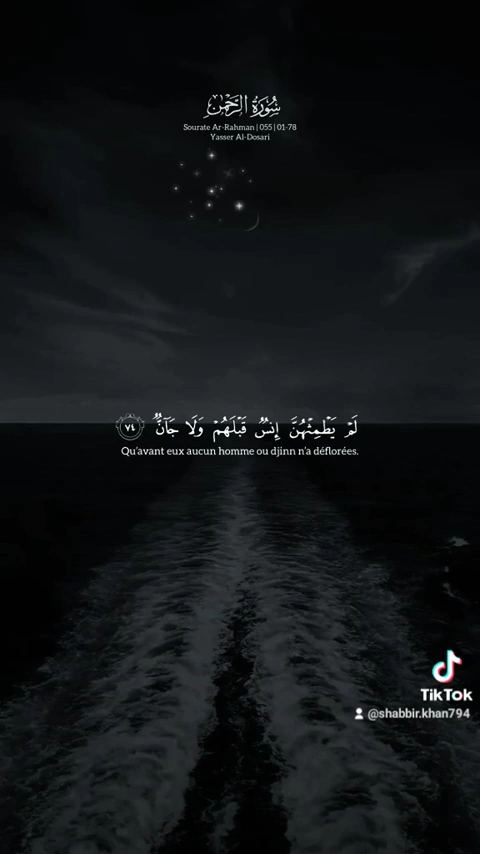 سُورَةُ الرَّحْمَٰن
Sourate Ar-Rahman | 055 | 01-78
Yasser Al-Dosari
لَمْ يَطْمِثْهُنَّ إِنسٌ قَبْلَهُمْ وَلَا جَآنٌّ ٧٤
Qu'avant eux aucun homme ou djinn n'a déflorées.
TikTok
@shabbir.khan794